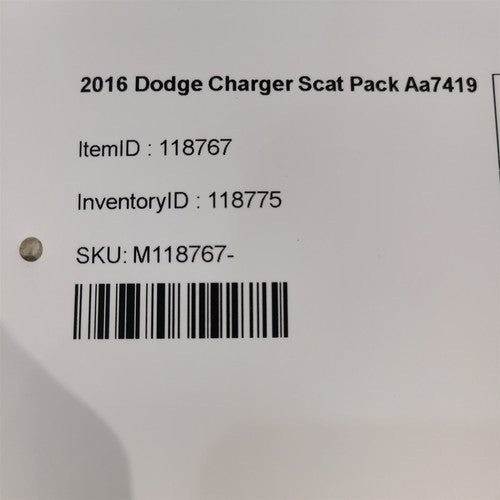 2016 Dodge Charger Scat Pack Aa7419
ItemID : 118767
InventoryID : 118775
SKU: M118767-